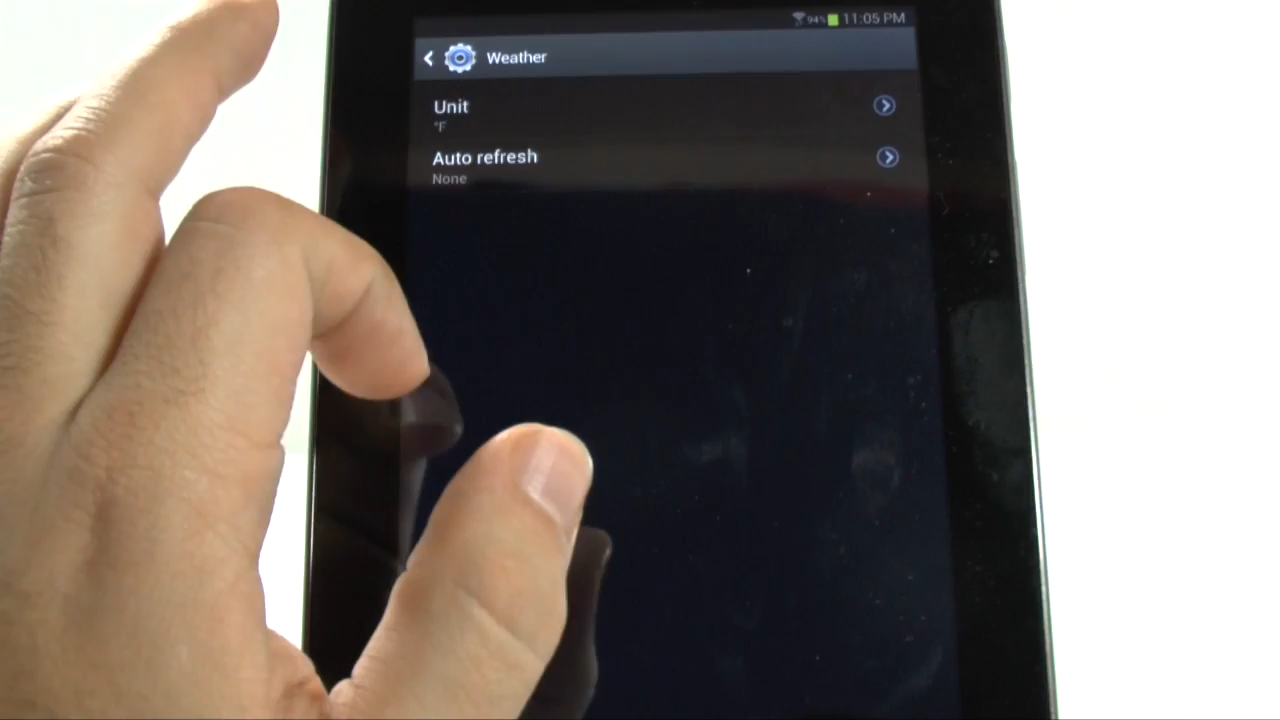 94% 11:05 PM
Weather
Unit
°F
Auto refresh
None